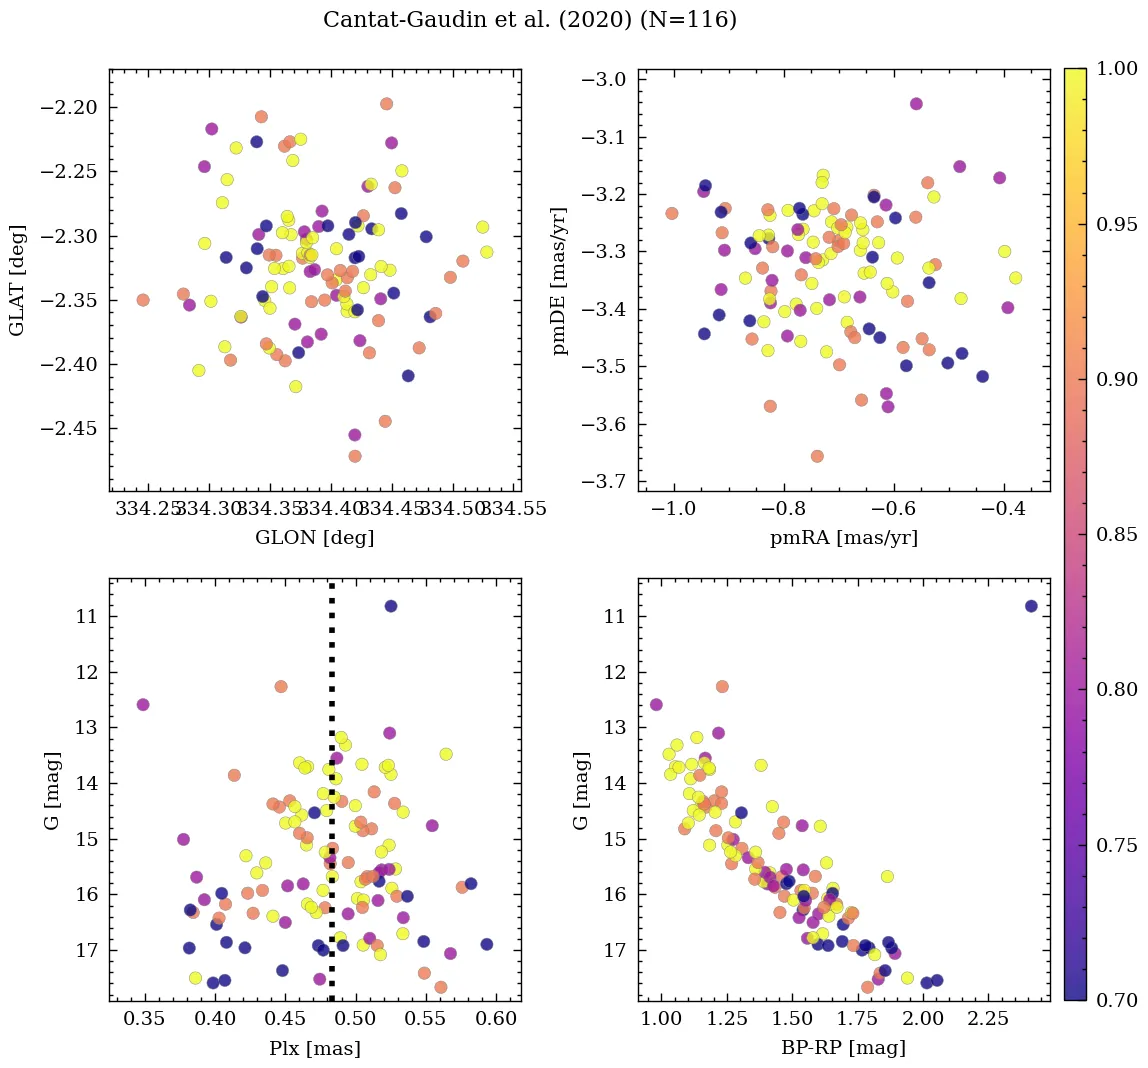 Cantat-Gaudin et al. (2020) (N=116)
−2.20
−2.25
−2.30
−2.35
−2.40
−2.45
GLAT [deg]
334.25 334.30 334.35 334.40 334.45 334.50 334.55
GLON [deg]
−3.0
−3.1
−3.2
−3.3
−3.4
−3.5
−3.6
−3.7
pmDE [mas/yr]
−1.0 −0.8 −0.6 −0.4
pmRA [mas/yr]
11
12
13
14
15
16
17
G [mag]
0.35 0.40 0.45 0.50 0.55 0.60
Plx [mas]
11
12
13
14
15
16
17
G [mag]
1.00 1.25 1.50 1.75 2.00 2.25
BP-RP [mag]
1.00
0.95
0.90
0.85
0.80
0.75
0.70